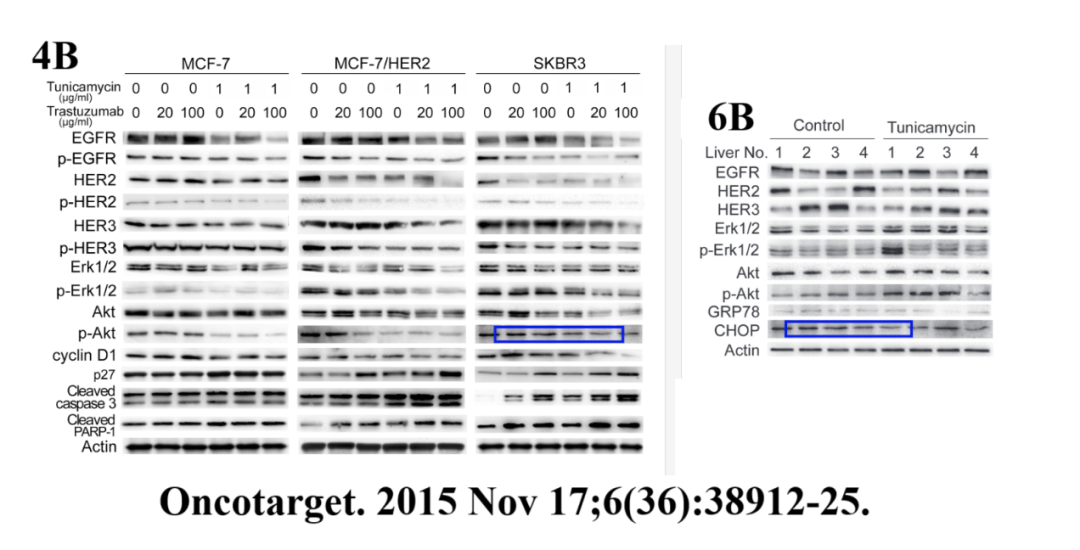 4B
MCF-7 MCF-7/HER2 SKBR3
Tunicamycin 0 0 0 1 1 1 0 0 0 1 1 1 0 0 0 1 1 1
(μg/ml)
Trastuzumab 0 20 100 0 20 100 0 20 100 0 20 100 0 20 100 0 20 100
(μg/ml)
EGFR
p-EGFR
HER2
p-HER2
HER3
p-HER3
Erk1/2
p-Erk1/2
Akt
p-Akt
cyclin D1
p27
Cleaved
caspase 3
Cleaved
PARP-1
Actin
6B
Control Tunicamycin
Liver No. 1 2 3 4 1 2 3 4
EGFR
HER2
HER3
Erk1/2
p-Erk1/2
Akt
p-Akt
GRP78
CHOP
Actin
Oncotarget. 2015 Nov 17;6(36):38912-25.